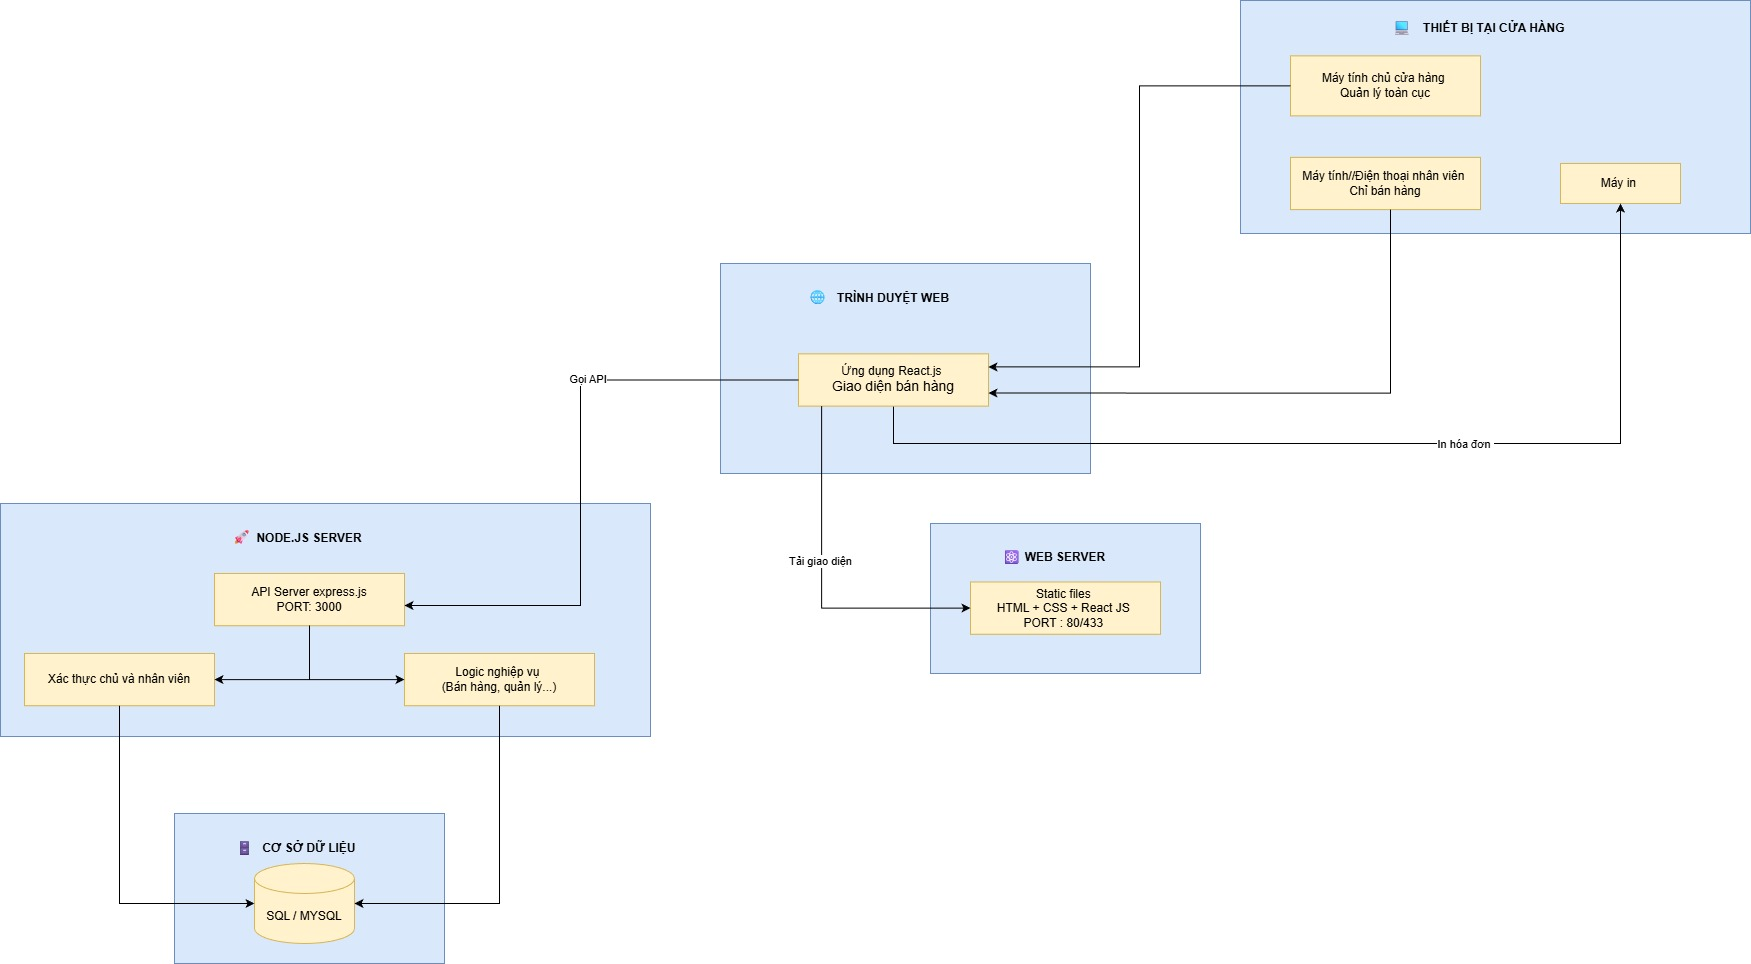 THIẾT BỊ TẠI CỬA HÀNG
Máy tính chủ cửa hàng
Quản lý toàn cục
Máy tính//Điện thoại nhân viên
Chỉ bán hàng
Máy in
TRÌNH DUYỆT WEB
Ứng dụng React.js
Giao diện bán hàng
Gọi API
In hóa đơn
Tải giao diện
NODE.JS SERVER
API Server express.js
PORT: 3000
Xác thực chủ và nhân viên
Logic nghiệp vụ
(Bán hàng, quản lý...)
WEB SERVER
Static files
HTML + CSS + React JS
PORT : 80/433
CƠ SỞ DỮ LIỆU
SQL / MYSQL